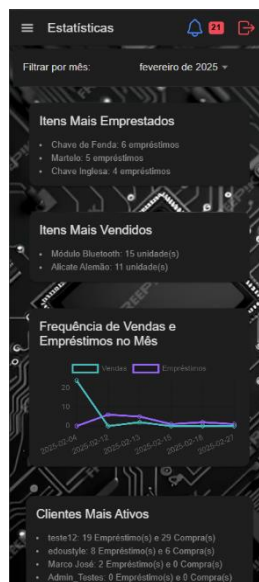 Estatísticas
21
Filtrar por mês: fevereiro de 2025
Itens Mais Emprestados
Chave de Fenda: 6 empréstimos
Martelo: 5 empréstimos
Chave Inglesa: 4 empréstimos
Itens Mais Vendidos
Módulo Bluetooth: 15 unidade(s)
Alicate Alemão: 11 unidade(s)
Frequência de Vendas e
Empréstimos no Mês
Vendas Empréstimos
20
10
0
2025-02-04 2025-02-12 2025-02-13 2025-02-15 2025-02-18 2025-02-27
Clientes Mais Ativos
teste12: 19 Empréstimo(s) e 29 Compra(s)
edoustyle: 8 Empréstimo(s) e 6 Compra(s)
Marco José: 2 Empréstimo(s) e 0 Compra(s)
Admin_Testes: 0 Empréstimo(s) e 0 Compra(s)